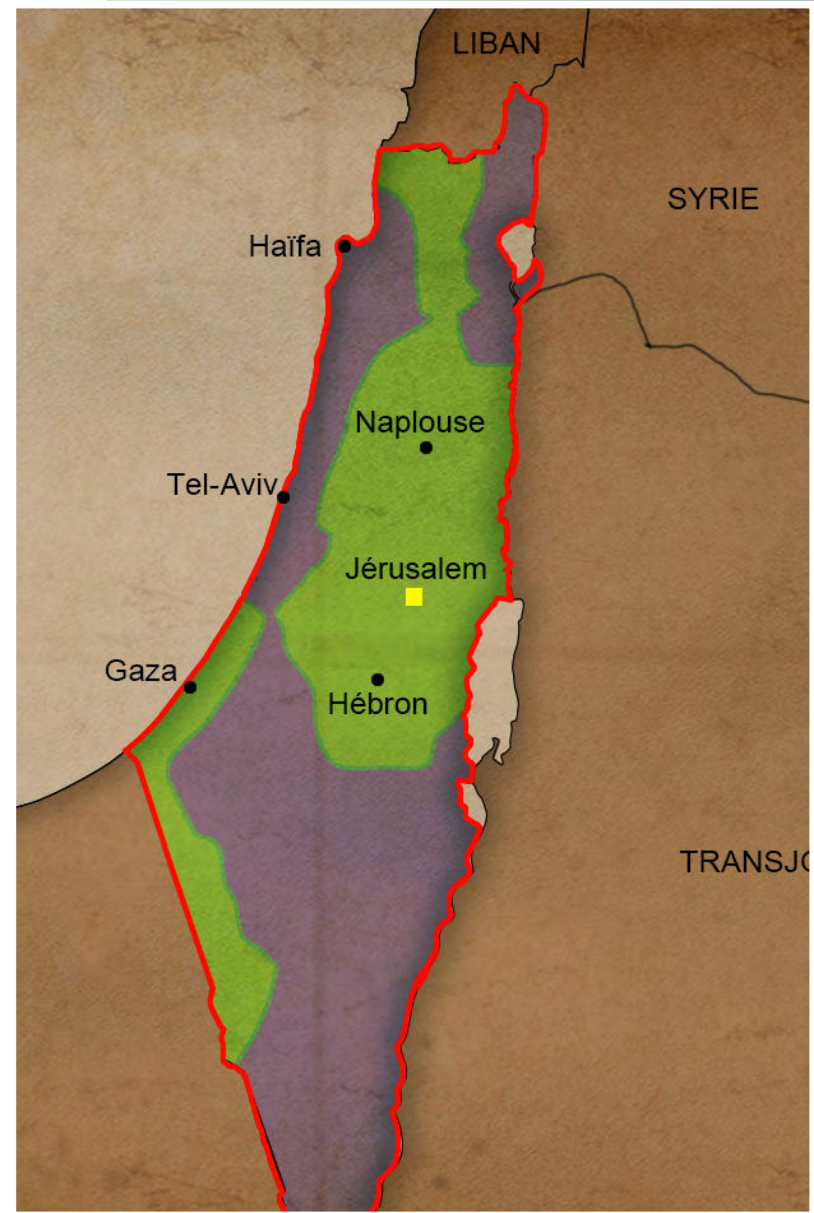 LIBAN
SYRIE
Haïfa
Naplouse
Tel-Aviv
Jérusalem
Gaza
Hébron
TRANSJO